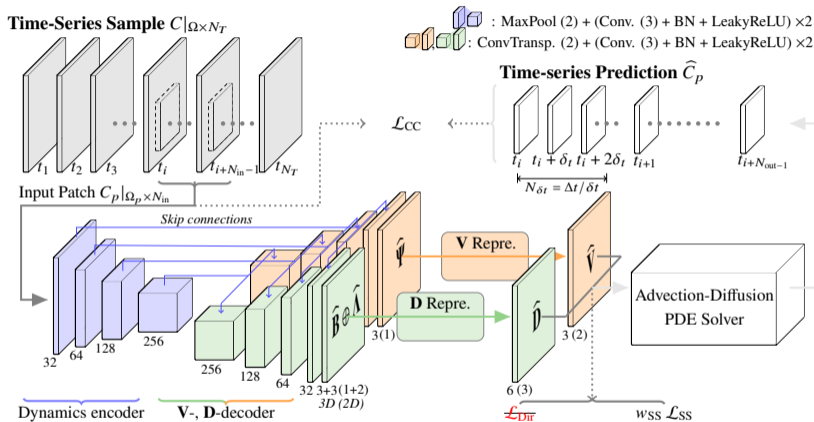 : MaxPool (2) + (Conv. (3) + BN + LeakyReLU) ×2
: ConvTransp. (2) + (Conv. (3) + BN + LeakyReLU) ×2
Time-Series Sample C|Ω×N_T
Time-series Prediction Ĉ_p
t_1 t_2 t_3 t_i t_{i+N_in−1} t_{N_T}
L_CC
t_i t_i + δ_t t_i + 2δ_t t_{i+1} t_{i+N_out−1}
N_δt = Δt/δt
Input Patch C_p|Ω_p×N_in
Skip connections
Ψ̂
V Repre.
V̂
B̂ ⊕ Λ̂
D Repre.
D̂
Advection-Diffusion
PDE Solver
3 (1)
3 (2)
32 64 128 256
256 128 64 32 3+3(1+2)
3D (2D)
6 (3)
Dynamics encoder
V-, D-decoder
L_Dir
w_SS L_SS